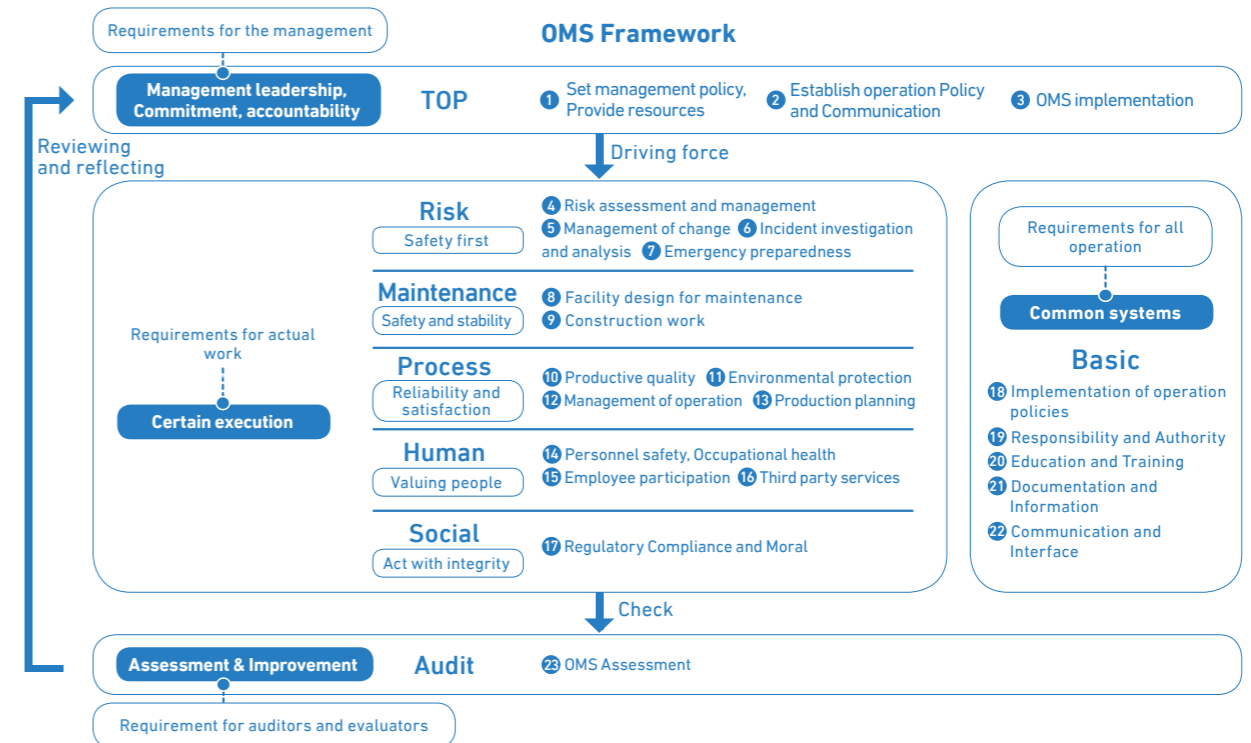 Requirements for the management
OMS Framework
Management leadership,
Commitment, accountability
TOP
1 Set management policy,
Provide resources
2 Establish operation Policy
and Communication
3 OMS implementation
Reviewing
and reflecting
Driving force
Requirements for actual
work
Certain execution
Risk
Safety first
4 Risk assessment and management
5 Management of change 6 Incident investigation
and analysis 7 Emergency preparedness
Maintenance
Safety and stability
8 Facility design for maintenance
9 Construction work
Process
Reliability and
satisfaction
10 Productive quality 11 Environmental protection
12 Management of operation 13 Production planning
Human
Valuing people
14 Personnel safety, Occupational health
15 Employee participation 16 Third party services
Social
Act with integrity
17 Regulatory Compliance and Moral
Requirements for all
operation
Common systems
Basic
18 Implementation of operation
policies
19 Responsibility and Authority
20 Education and Training
21 Documentation and
Information
22 Communication and
Interface
Check
Assessment & Improvement
Audit
23 OMS Assessment
Requirement for auditors and evaluators